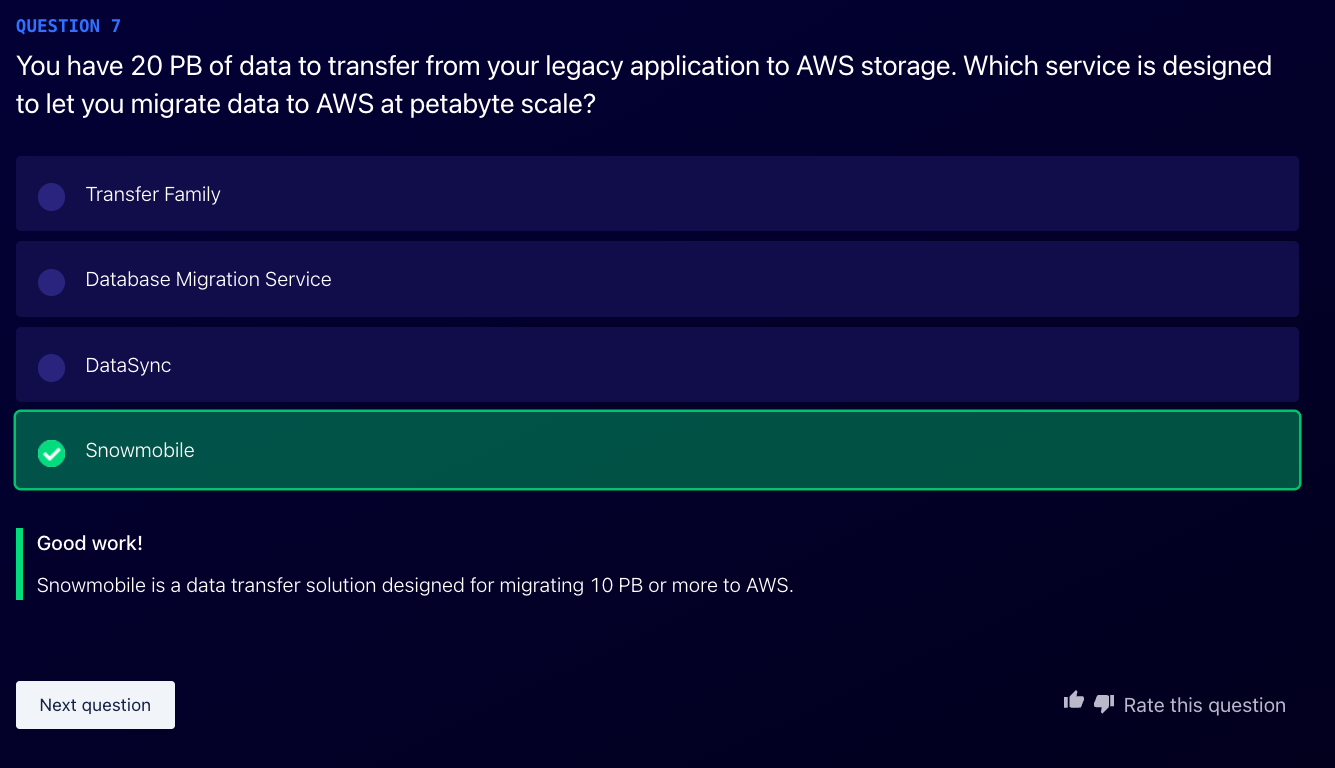 QUESTION 7
You have 20 PB of data to transfer from your legacy application to AWS storage. Which service is designed
to let you migrate data to AWS at petabyte scale?
Transfer Family
Database Migration Service
DataSync
Snowmobile
Good work!
Snowmobile is a data transfer solution designed for migrating 10 PB or more to AWS.
Next question
Rate this question